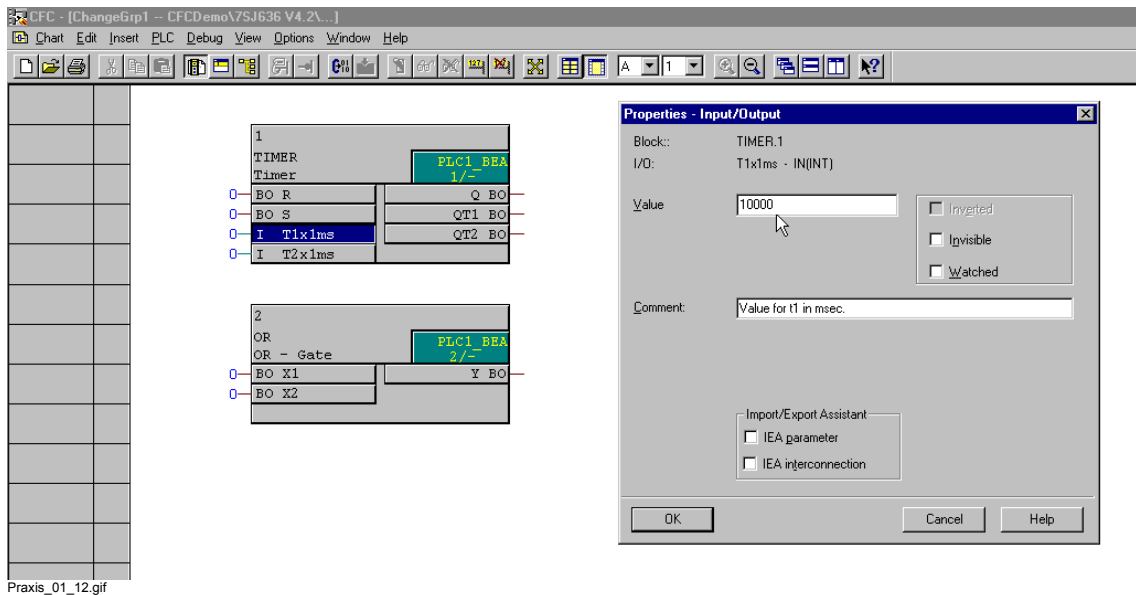 CFC - [ChangeGrp1 -- CFCDemo\7SJ636 V4.2\...]
Chart Edit Insert PLC Debug View Options Window Help
A 1
1
TIMER
Timer
PLC1_BEA
1/-
0 BO R Q BO
0 BO S QT1 BO
0 I T1x1ms QT2 BO
0 I T2x1ms
2
OR
OR - Gate
PLC1_BEA
2/-
0 BO X1 Y BO
0 BO X2
Properties - Input/Output
Block:: TIMER.1
I/O: T1x1ms - IN(INT)
Value 10000
Inverted
Invisible
Watched
Comment: Value for t1 in msec.
Import/Export Assistant
IEA parameter
IEA interconnection
OK Cancel Help
Praxis_01_12.gif